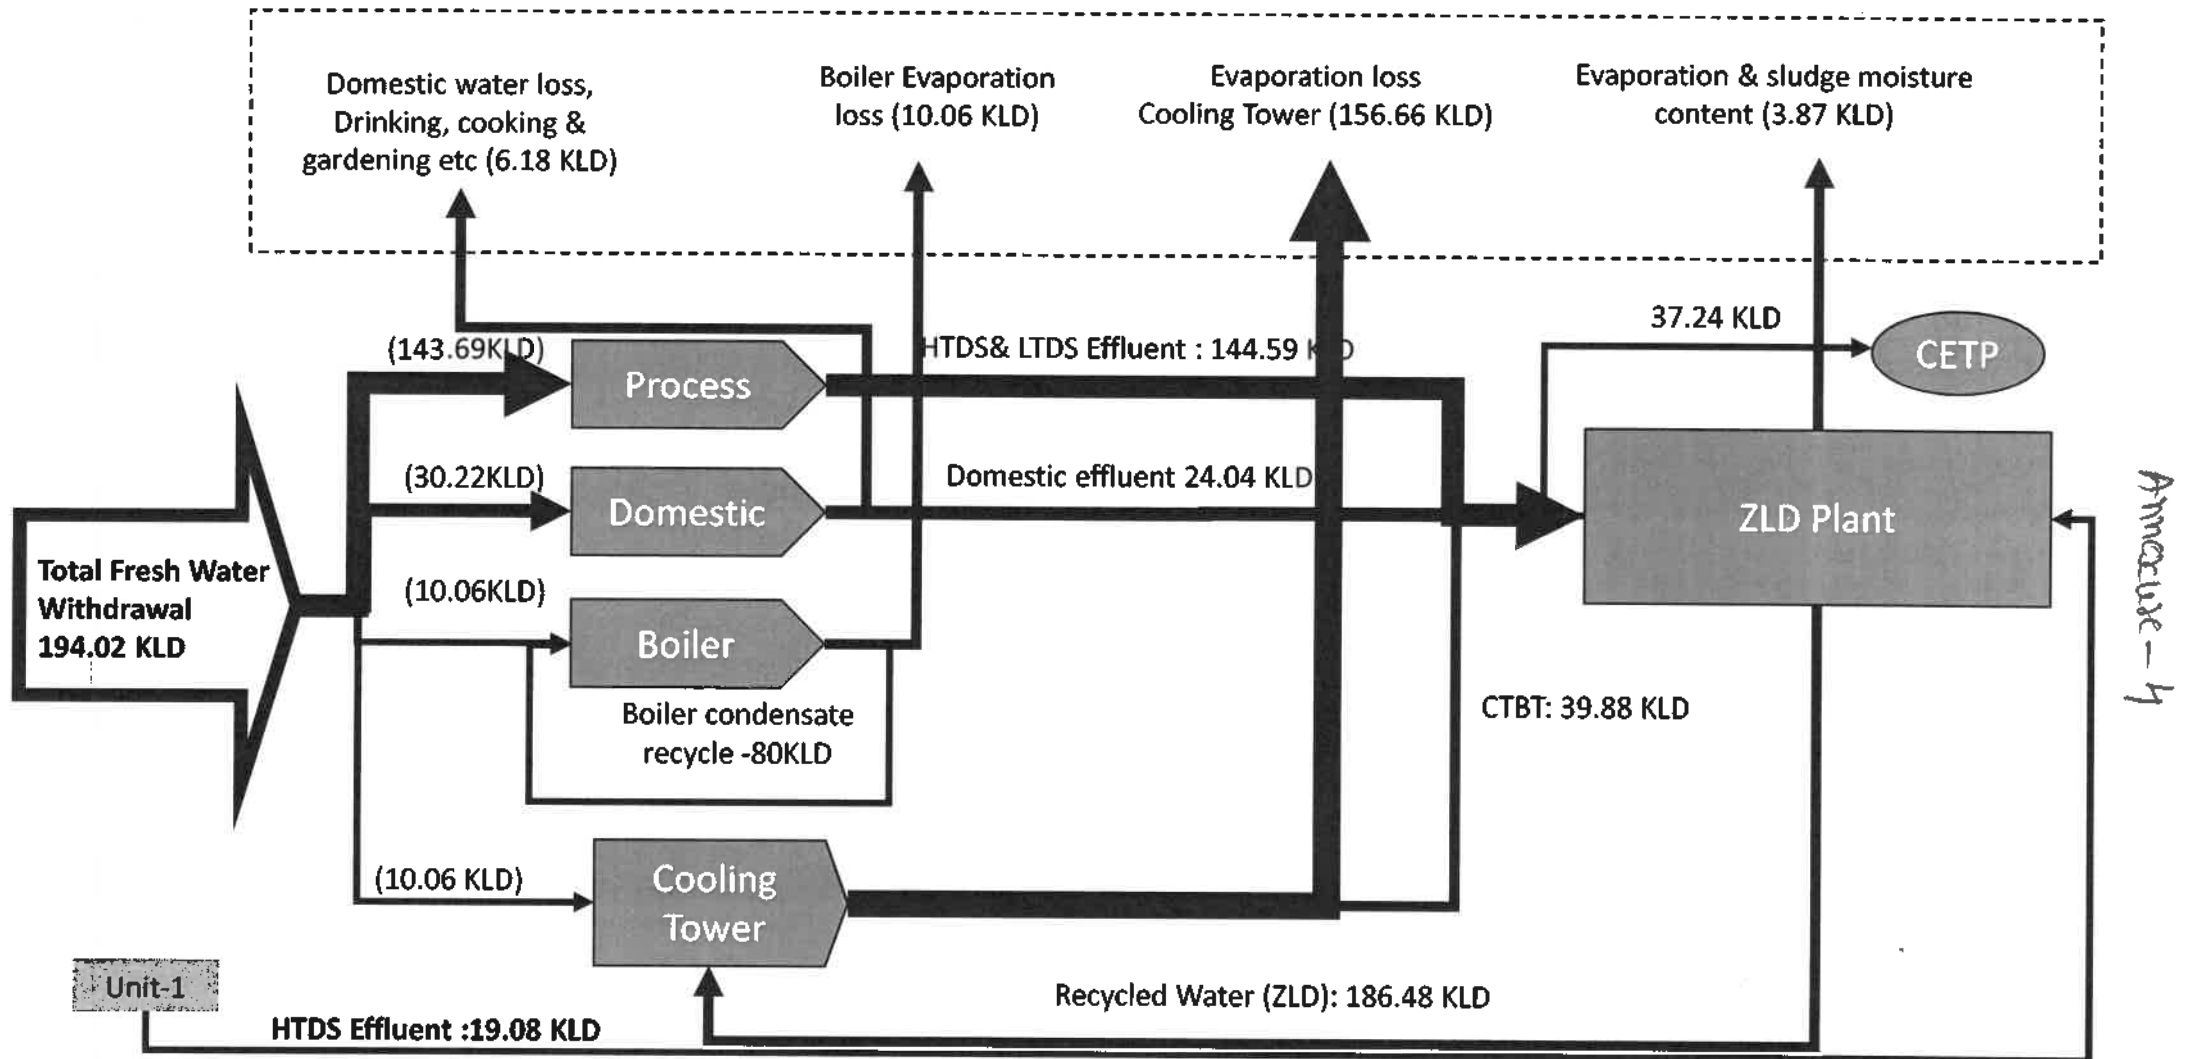 Domestic water loss,
Drinking, cooking &
gardening etc (6.18 KLD)
Boiler Evaporation
loss (10.06 KLD)
Evaporation loss
Cooling Tower (156.66 KLD)
Evaporation & sludge moisture
content (3.87 KLD)
37.24 KLD
CETP
(143.69KLD)
Process
HTDS& LTDS Effluent : 144.59 KLD
(30.22KLD)
Domestic
Domestic effluent 24.04 KLD
ZLD Plant
Total Fresh Water
Withdrawal
194.02 KLD
(10.06KLD)
Boiler
Boiler condensate
recycle -80KLD
CTBT: 39.88 KLD
(10.06 KLD)
Cooling
Tower
Unit-1
HTDS Effluent :19.08 KLD
Recycled Water (ZLD): 186.48 KLD
Annexure-4